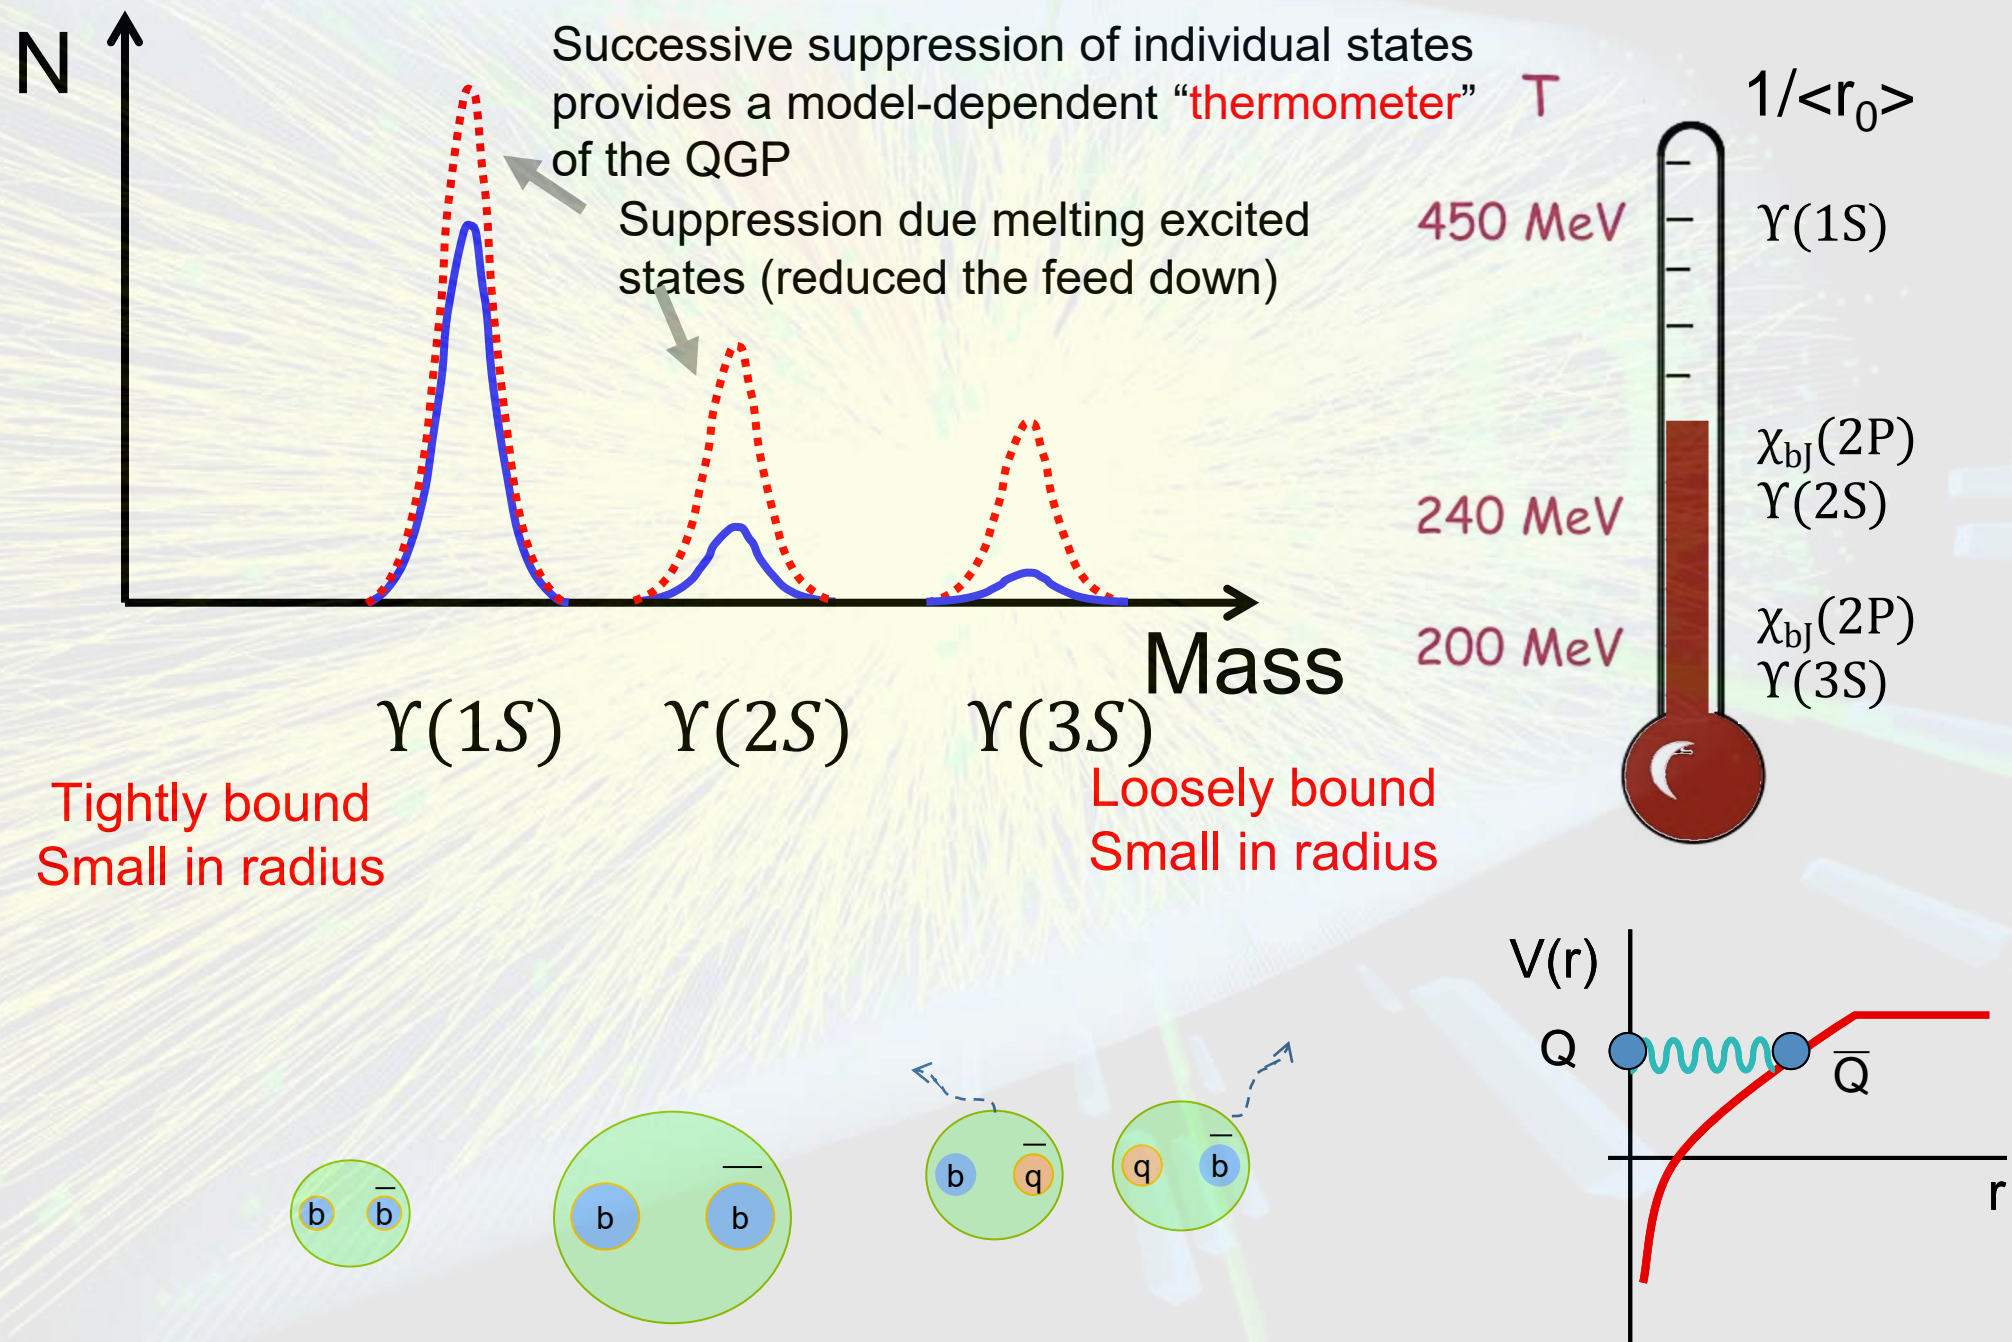 N
Successive suppression of individual states
provides a model-dependent “thermometer”
of the QGP
Suppression due melting excited
states (reduced the feed down)
Mass
ϒ(1S)
ϒ(2S)
ϒ(3S)
Tightly bound
Small in radius
Loosely bound
Small in radius
T
1/<r₀>
450 MeV
ϒ(1S)
χbJ(2P)
ϒ(2S)
240 MeV
200 MeV
χbJ(2P)
ϒ(3S)
V(r)
Q
Q̅
r
b
b̅
b
b̅
b
q̅
q
b̅